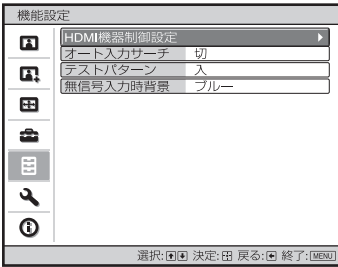 機能設定
HDMI機器制御設定
オート入力サーチ 切
テストパターン 入
無信号入力時背景 ブルー
選択: 決定: 戻る: 終了:MENU